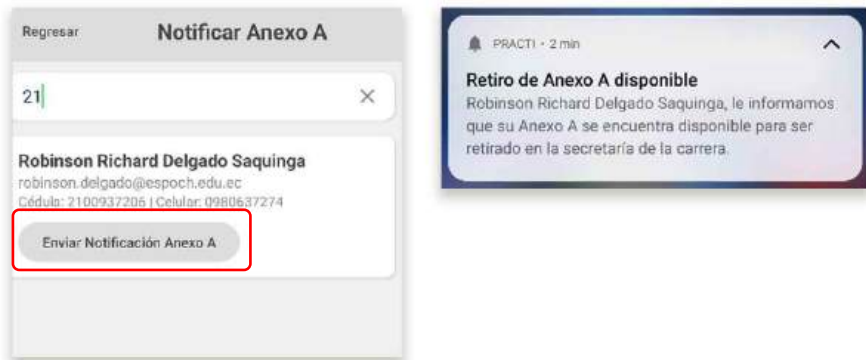 Regresar
Notificar Anexo A
21
Robinson Richard Delgado Saquinga
robinson.delgado@espoch.edu.ec
Cédula: 2100937206 | Celular: 0980637274
Enviar Notificación Anexo A
PRACTI • 2 min
Retiro de Anexo A disponible
Robinson Richard Delgado Saquinga, le informamos
que su Anexo A se encuentra disponible para ser
retirado en la secretaría de la carrera.